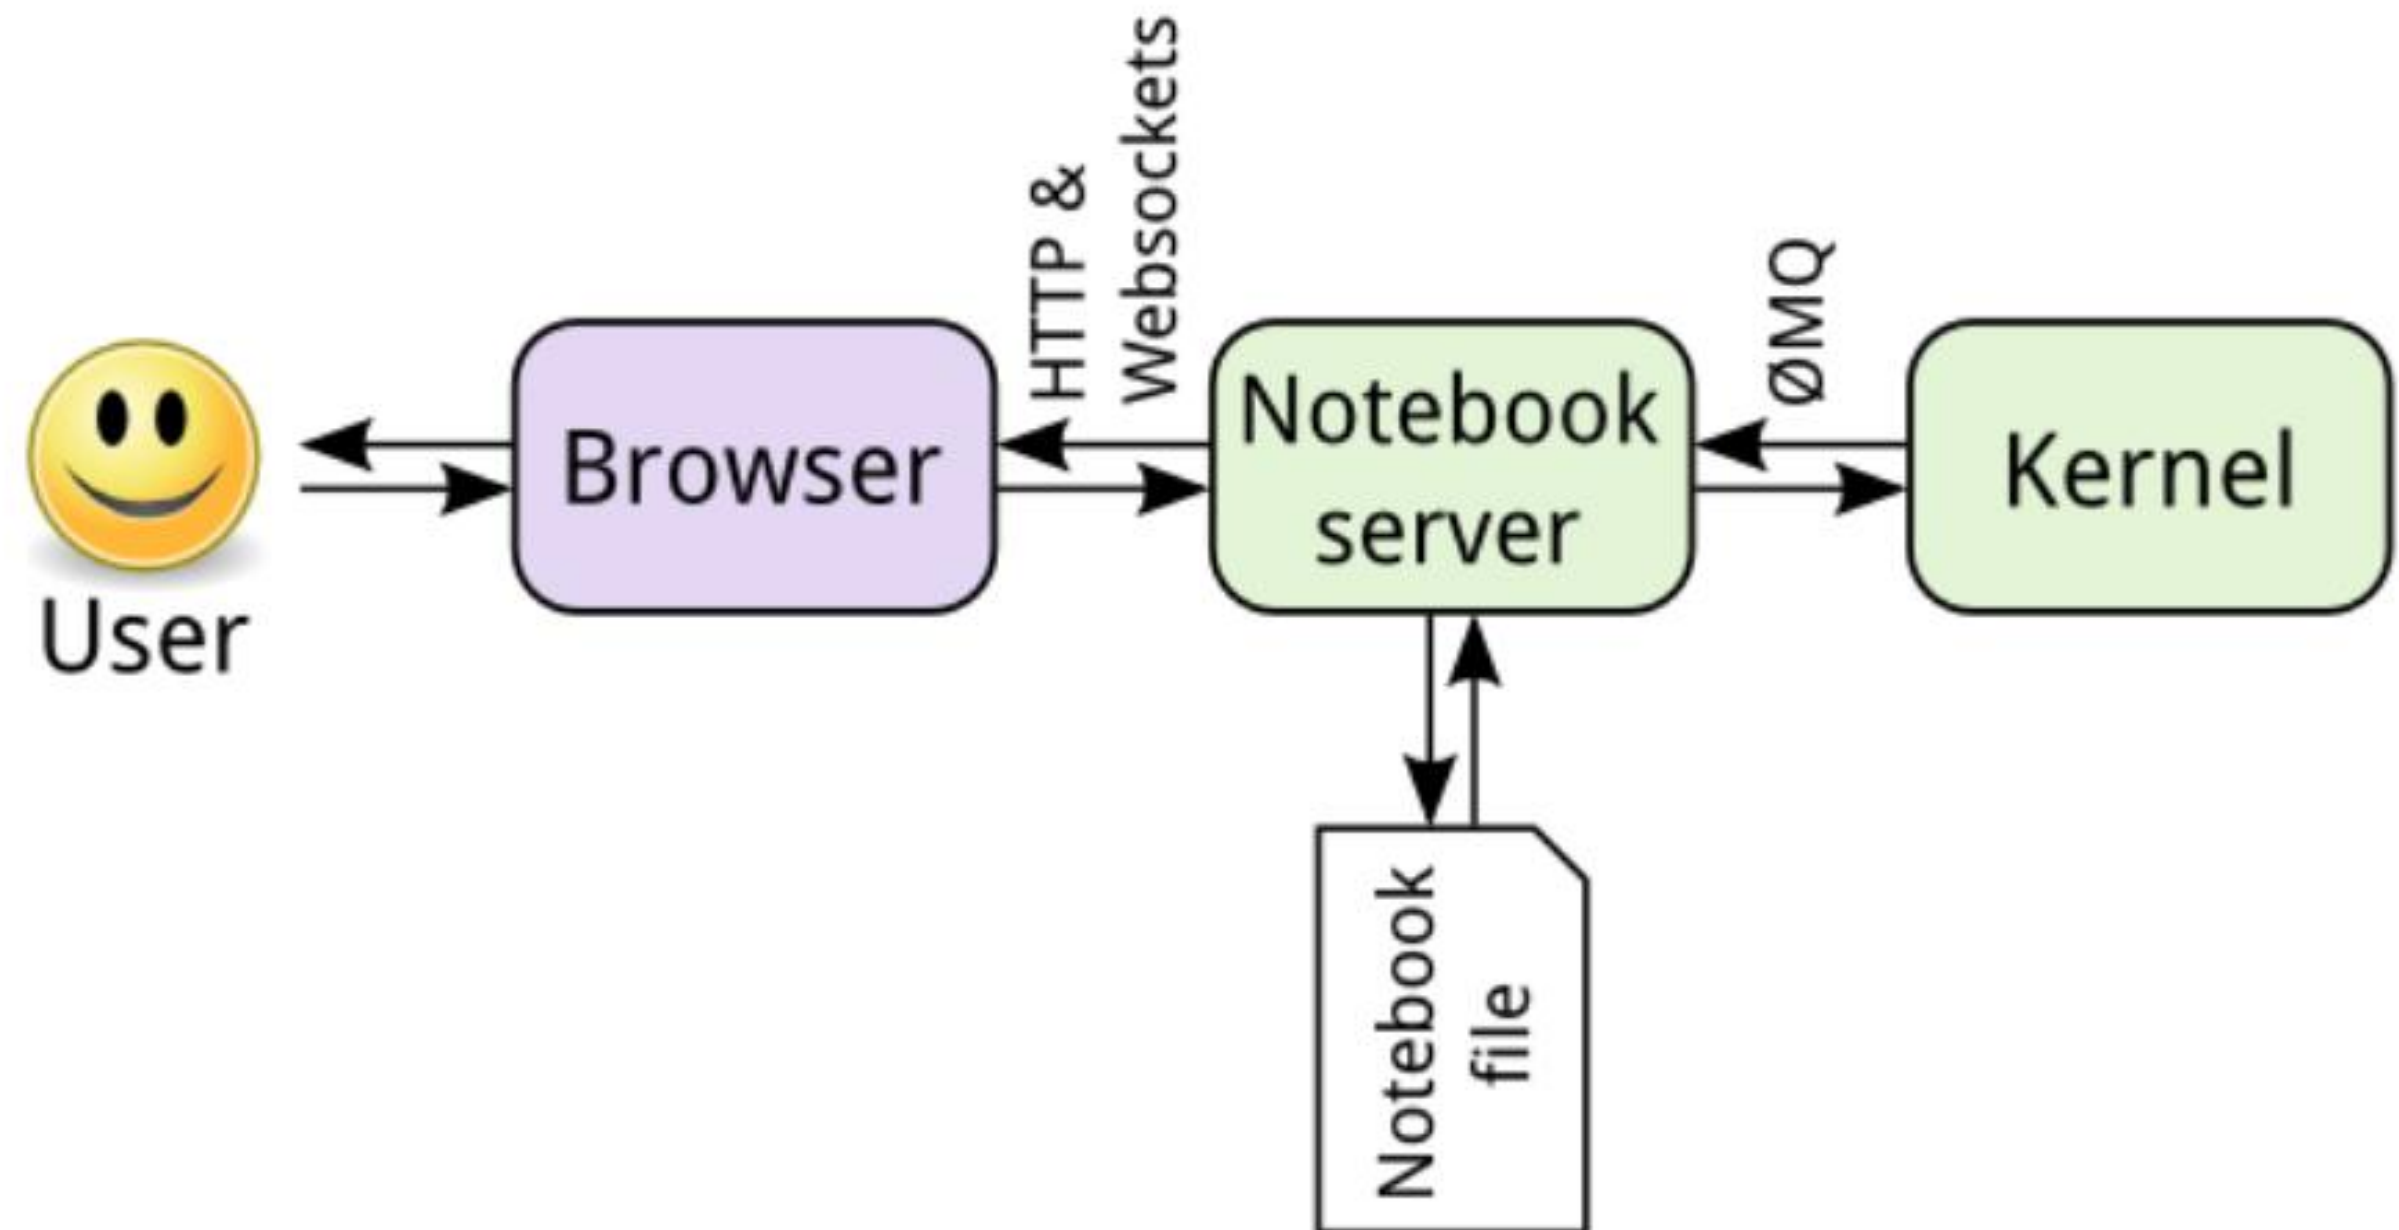 User
Browser
HTTP &
Websockets
Notebook
server
ØMQ
Kernel
Notebook
file